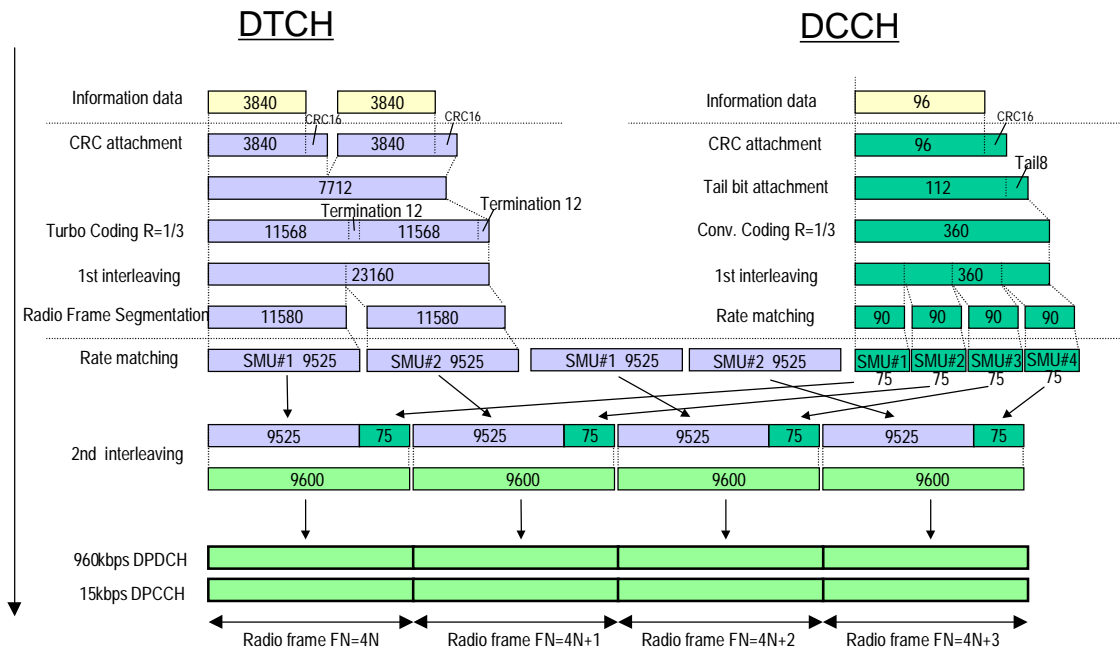 DTCH DCCH
Information data 3840 3840 Information data 96
CRC16 CRC16 CRC16
CRC attachment 3840 3840 CRC attachment 96
Tail8
7712 Tail bit attachment 112
Termination 12 Termination 12
Turbo Coding R=1/3 11568 11568 Conv. Coding R=1/3 360
1st interleaving 23160 1st interleaving 360
Radio Frame Segmentation 11580 11580 Rate matching 90 90 90 90
Rate matching SMU#1 9525 SMU#2 9525 SMU#1 9525 SMU#2 9525 SMU#1 SMU#2 SMU#3 SMU#4
75 75 75 75
9525 75 9525 75 9525 75 9525 75
2nd interleaving
9600 9600 9600 9600
960kbps DPDCH
15kbps DPCCH
Radio frame FN=4N Radio frame FN=4N+1 Radio frame FN=4N+2 Radio frame FN=4N+3